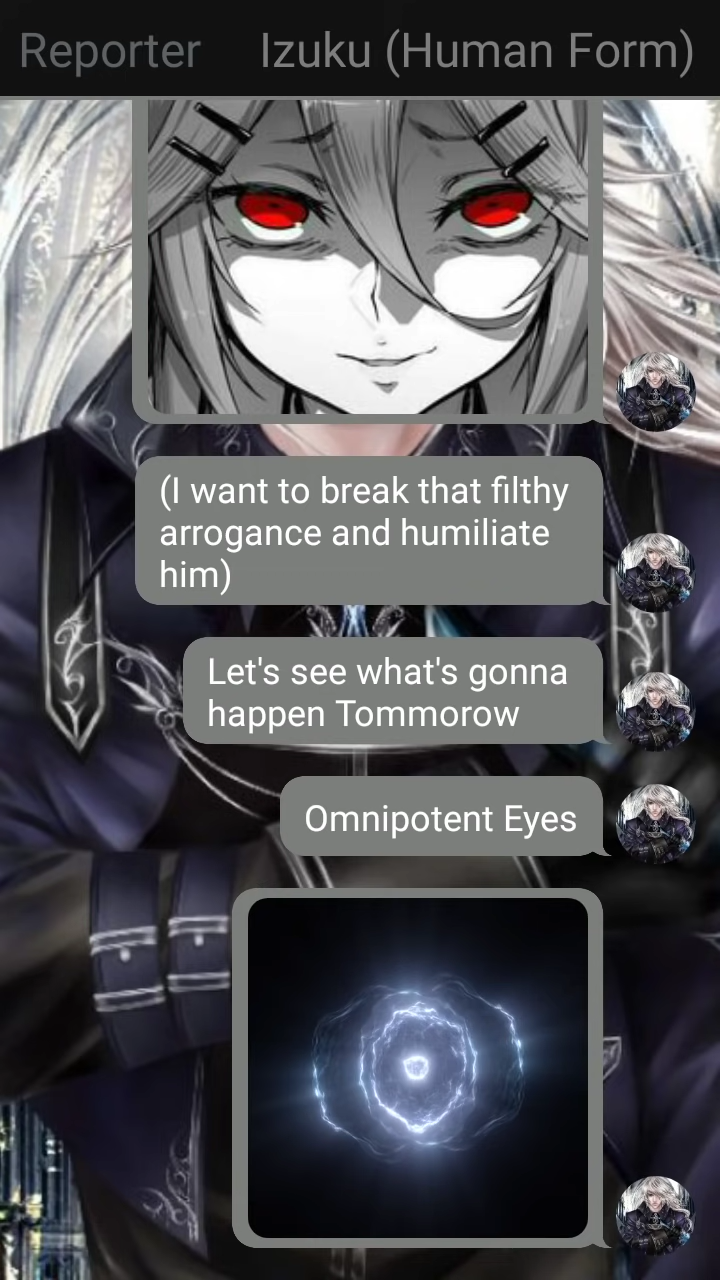 Reporter Izuku (Human Form)
(I want to break that filthy
arrogance and humiliate
him)
Let's see what's gonna
happen Tommorow
Omnipotent Eyes